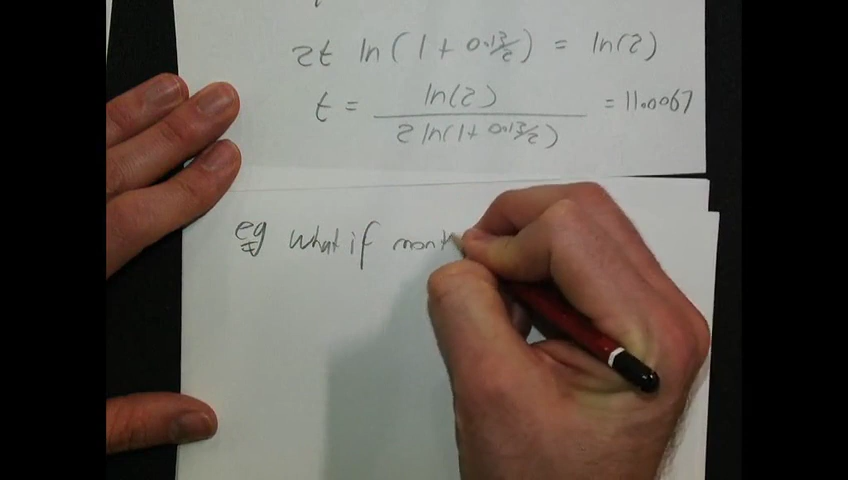 2t ln(1 + 0.13/2) = ln(2)
t = ln(2) / 2 ln(1 + 0.13/2) = 11.0067
eg What if mont